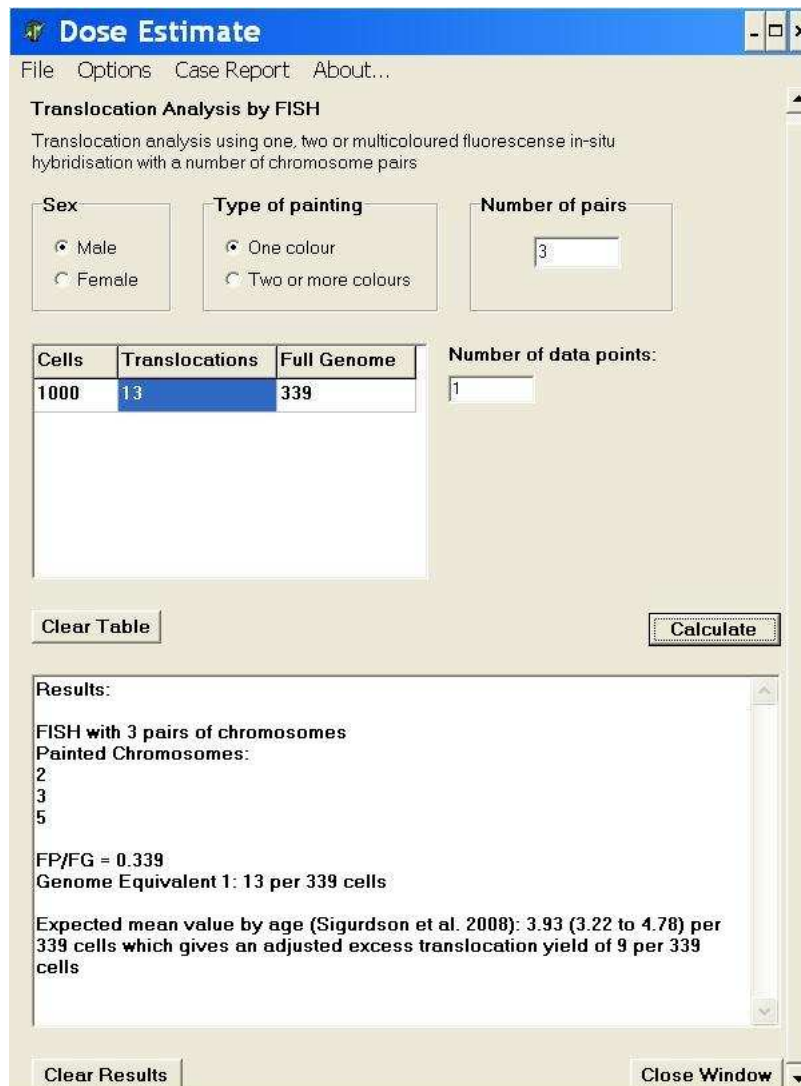 Dose Estimate
File Options Case Report About...
Translocation Analysis by FISH
Translocation analysis using one, two or multicoloured fluorescense in-situ
hybridisation with a number of chromosome pairs
Sex Type of painting Number of pairs
Male One colour 3
Female Two or more colours
Cells Translocations Full Genome Number of data points:
1000 13 339 1
Clear Table Calculate
Results:
FISH with 3 pairs of chromosomes
Painted Chromosomes:
2
3
5
FP/FG = 0.339
Genome Equivalent 1: 13 per 339 cells
Expected mean value by age (Sigurdson et al. 2008): 3.93 (3.22 to 4.78) per
339 cells which gives an adjusted excess translocation yield of 9 per 339
cells
Clear Results Close Window